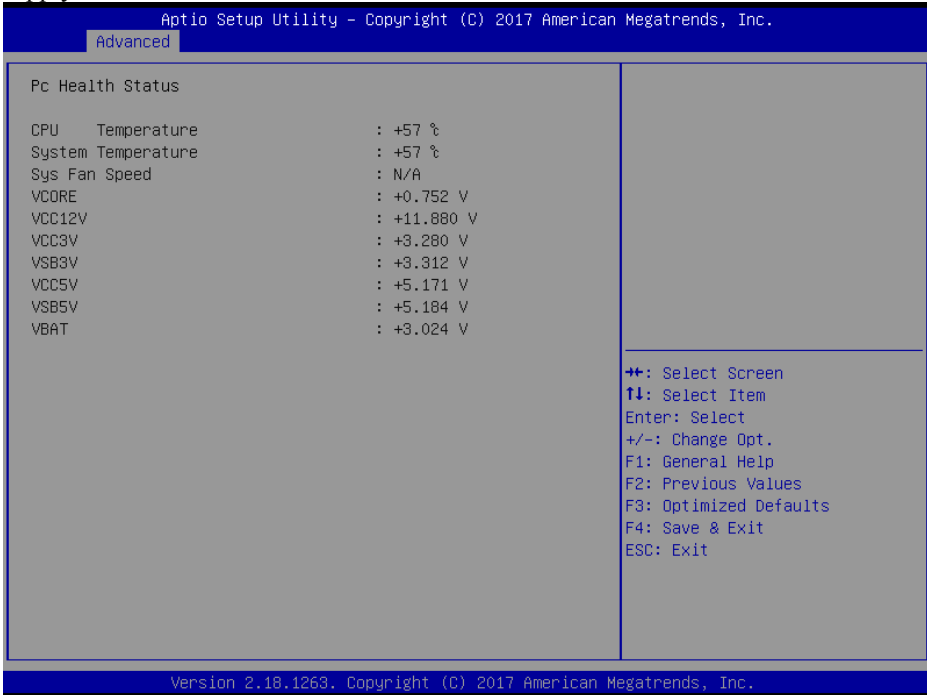 Aptio Setup Utility – Copyright (C) 2017 American Megatrends, Inc.
Advanced
Pc Health Status
CPU Temperature : +57 ℃
System Temperature : +57 ℃
Sys Fan Speed : N/A
VCORE : +0.752 V
VCC12V : +11.880 V
VCC3V : +3.280 V
VSB3V : +3.312 V
VCC5V : +5.171 V
VSB5V : +5.184 V
VBAT : +3.024 V
→←: Select Screen
↑↓: Select Item
Enter: Select
+/-: Change Opt.
F1: General Help
F2: Previous Values
F3: Optimized Defaults
F4: Save & Exit
ESC: Exit
Version 2.18.1263. Copyright (C) 2017 American Megatrends, Inc.